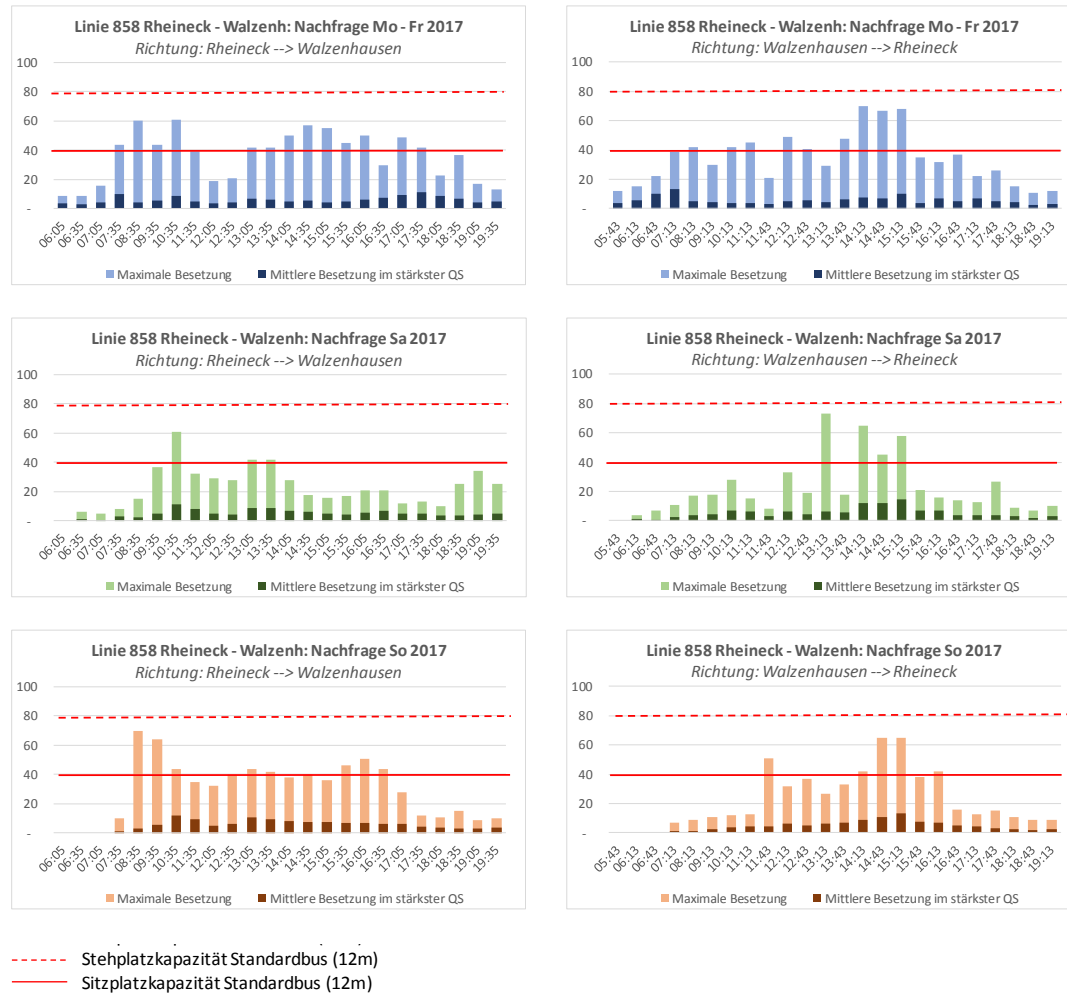 Linie 858 Rheineck - Walzenh: Nachfrage Mo - Fr 2017
Richtung: Rheineck --> Walzenhausen
100
80
60
40
20
-
06:05 06:35 07:05 07:35 08:35 09:35 10:35 11:35 12:05 12:35 13:05 13:35 14:05 14:35 15:05 15:35 16:05 16:35 17:05 17:35 18:05 18:35 19:05 19:35
Maximale Besetzung Mittlere Besetzung im stärkster QS
Linie 858 Rheineck - Walzenh: Nachfrage Mo - Fr 2017
Richtung: Walzenhausen --> Rheineck
100
80
60
40
20
-
05:43 06:13 06:43 07:13 08:13 09:13 10:13 11:13 11:43 12:13 12:43 13:13 13:43 14:13 14:43 15:13 15:43 16:13 16:43 17:13 17:43 18:13 18:43 19:13
Maximale Besetzung Mittlere Besetzung im stärkster QS
Linie 858 Rheineck - Walzenh: Nachfrage Sa 2017
Richtung: Rheineck --> Walzenhausen
100
80
60
40
20
-
06:05 06:35 07:05 07:35 08:35 09:35 10:35 11:35 12:05 12:35 13:05 13:35 14:05 14:35 15:05 15:35 16:05 16:35 17:05 17:35 18:05 18:35 19:05 19:35
Maximale Besetzung Mittlere Besetzung im stärkster QS
Linie 858 Rheineck - Walzenh: Nachfrage Sa 2017
Richtung: Walzenhausen --> Rheineck
100
80
60
40
20
-
05:43 06:13 06:43 07:13 08:13 09:13 10:13 11:13 11:43 12:13 12:43 13:13 13:43 14:13 14:43 15:13 15:43 16:13 16:43 17:13 17:43 18:13 18:43 19:13
Maximale Besetzung Mittlere Besetzung im stärkster QS
Linie 858 Rheineck - Walzenh: Nachfrage So 2017
Richtung: Rheineck --> Walzenhausen
100
80
60
40
20
-
06:05 06:35 07:05 07:35 08:35 09:35 10:35 11:35 12:05 12:35 13:05 13:35 14:05 14:35 15:05 15:35 16:05 16:35 17:05 17:35 18:05 18:35 19:05 19:35
Maximale Besetzung Mittlere Besetzung im stärkster QS
Linie 858 Rheineck - Walzenh: Nachfrage So 2017
Richtung: Walzenhausen --> Rheineck
100
80
60
40
20
-
05:43 06:13 06:43 07:13 08:13 09:13 10:13 11:13 11:43 12:13 12:43 13:13 13:43 14:13 14:43 15:13 15:43 16:13 16:43 17:13 17:43 18:13 18:43 19:13
Maximale Besetzung Mittlere Besetzung im stärkster QS
Stehplatzkapazität Standardbus (12m)
Sitzplatzkapazität Standardbus (12m)